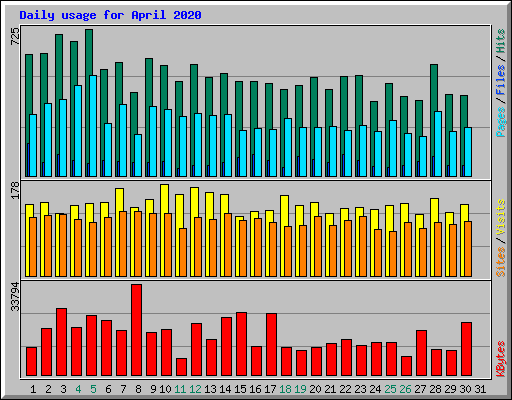 Daily usage for April 2020
725
Pages/Files/Hits
178
Sites/Visits
33794
KBytes
1 2 3 4 5 6 7 8 9 10 11 12 13 14 15 16 17 18 19 20 21 22 23 24 25 26 27 28 29 30 31